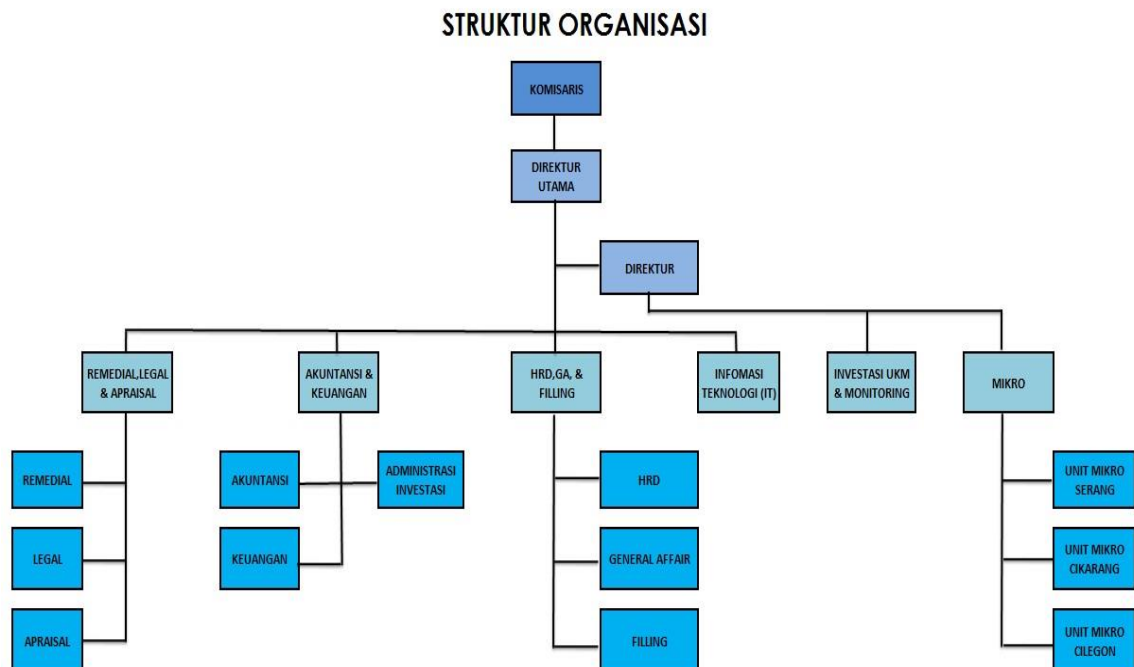 STRUKTUR ORGANISASI
KOMISARIS
DIREKTUR
UTAMA
DIREKTUR
REMEDIAL,LEGAL
& APRAISAL
AKUNTANSI &
KEUANGAN
HRD,GA, &
FILLING
INFOMASI
TEKNOLOGI (IT)
INVESTASI UKM
& MONITORING
MIKRO
REMEDIAL
AKUNTANSI
ADMINISTRASI
INVESTASI
HRD
UNIT MIKRO
SERANG
LEGAL
KEUANGAN
GENERAL AFFAIR
UNIT MIKRO
CIKARANG
APRAISAL
FILLING
UNIT MIKRO
CILEGON